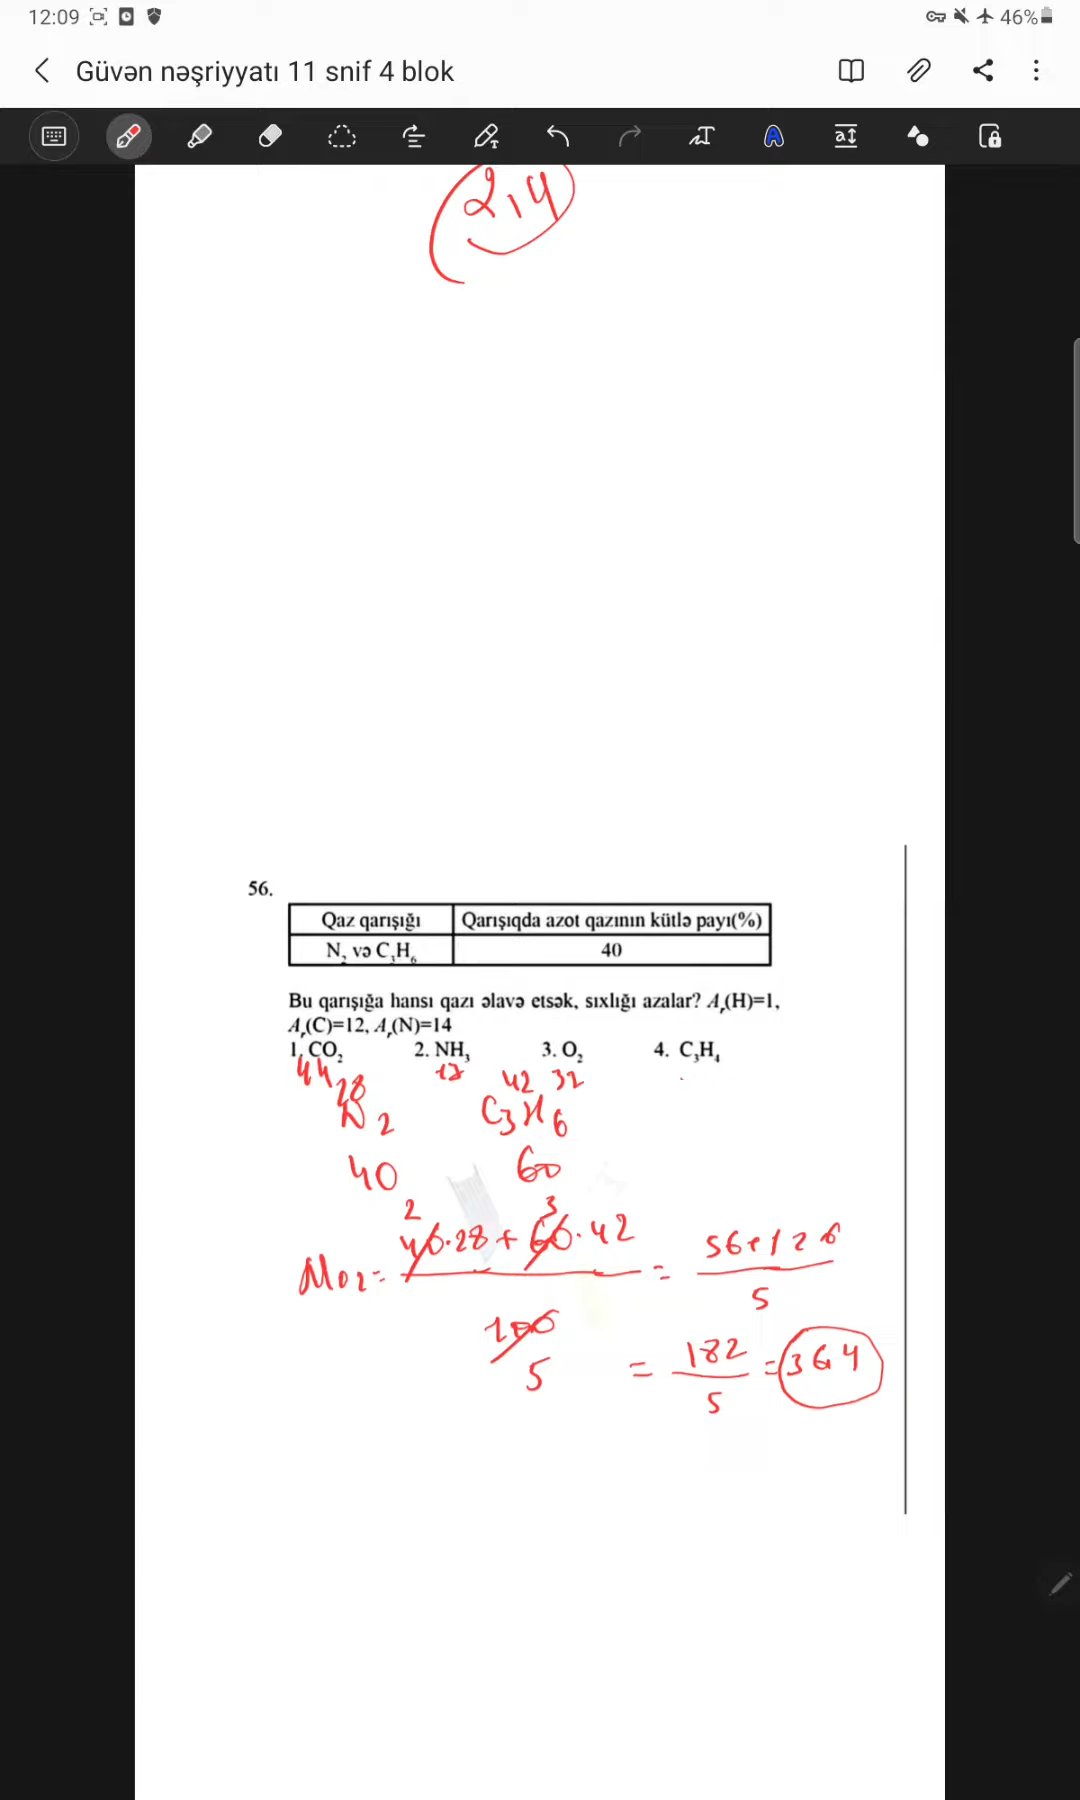 12:09 46%
Güvən nəşriyyatı 11 sinif 4 blok
2,4
56.
Qaz qarışığı Qarışıqda azot qazının kütlə payı(%)
N₂ və C₃H₆ 40
Bu qarışığa hansı qazı əlavə etsək, sıxlığı azalar? Aᵣ(H)=1,
Aᵣ(C)=12, Aᵣ(N)=14
1. CO₂ 2. NH₃ 3. O₂ 4. C₃H₄
44 28 17 42 32
N₂ C₃H₆
40 60
2 3
Mor = 40·28 + 60·42 = 56+126
100 5
5 = 182 = 364
5